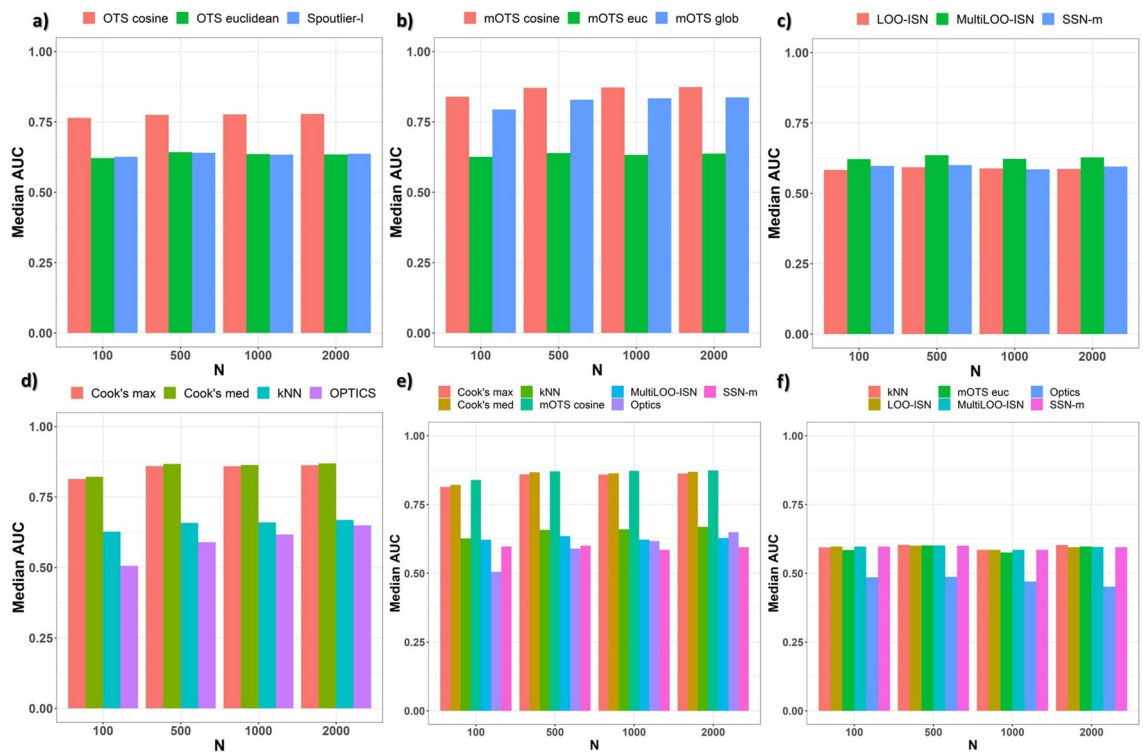 a)
OTS cosine OTS euclidean Spoutlier-I
Median AUC
1.00
0.75
0.50
0.25
0.00
100 500 1000 2000
N
b)
mOTS cosine mOTS euc mOTS glob
Median AUC
1.00
0.75
0.50
0.25
0.00
100 500 1000 2000
N
c)
LOO-ISN MultiLOO-ISN SSN-m
Median AUC
1.00
0.75
0.50
0.25
0.00
100 500 1000 2000
N
d)
Cook's max Cook's med kNN OPTICS
Median AUC
1.00
0.75
0.50
0.25
0.00
100 500 1000 2000
N
e)
Cook's max kNN MultiLOO-ISN SSN-m
Cook's med mOTS cosine Optics
Median AUC
1.00
0.75
0.50
0.25
0.00
100 500 1000 2000
N
f)
kNN mOTS euc Optics
LOO-ISN MultiLOO-ISN SSN-m
Median AUC
1.00
0.75
0.50
0.25
0.00
100 500 1000 2000
N